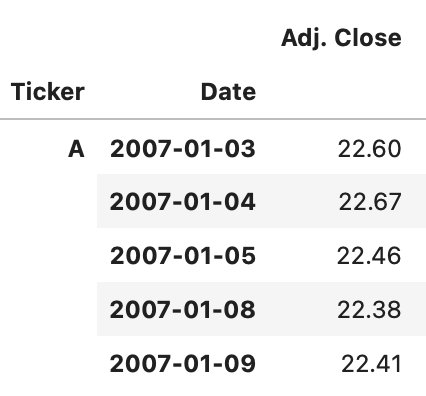 Adj. Close
Ticker Date
A 2007-01-03 22.60
2007-01-04 22.67
2007-01-05 22.46
2007-01-08 22.38
2007-01-09 22.41